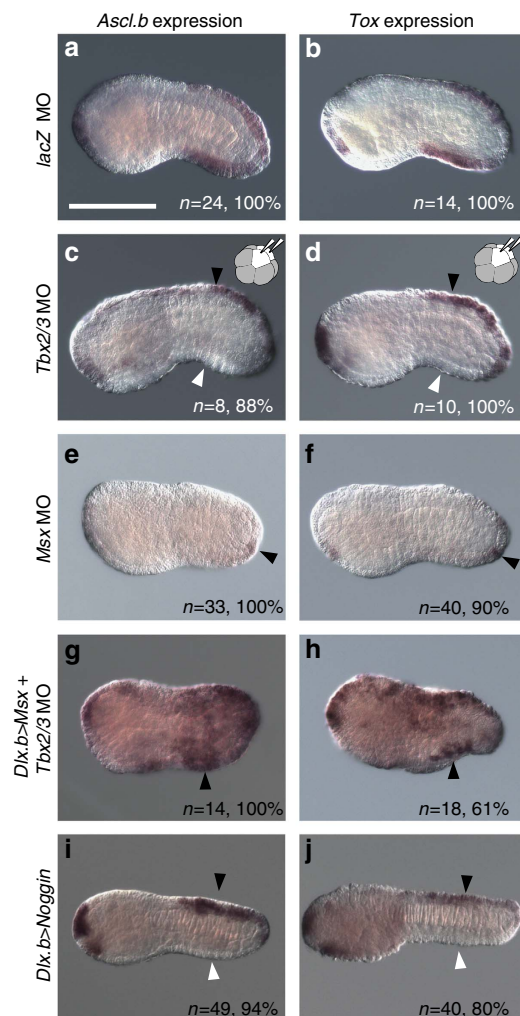 Ascl.b expression
Tox expression
lacZ MO
a
n=24, 100%
b
n=14, 100%
Tbx2/3 MO
c
n=8, 88%
d
n=10, 100%
Msx MO
e
n=33, 100%
f
n=40, 90%
Dlx.b>Msx +
Tbx2/3 MO
g
n=14, 100%
h
n=18, 61%
Dlx.b>Noggin
i
n=49, 94%
j
n=40, 80%